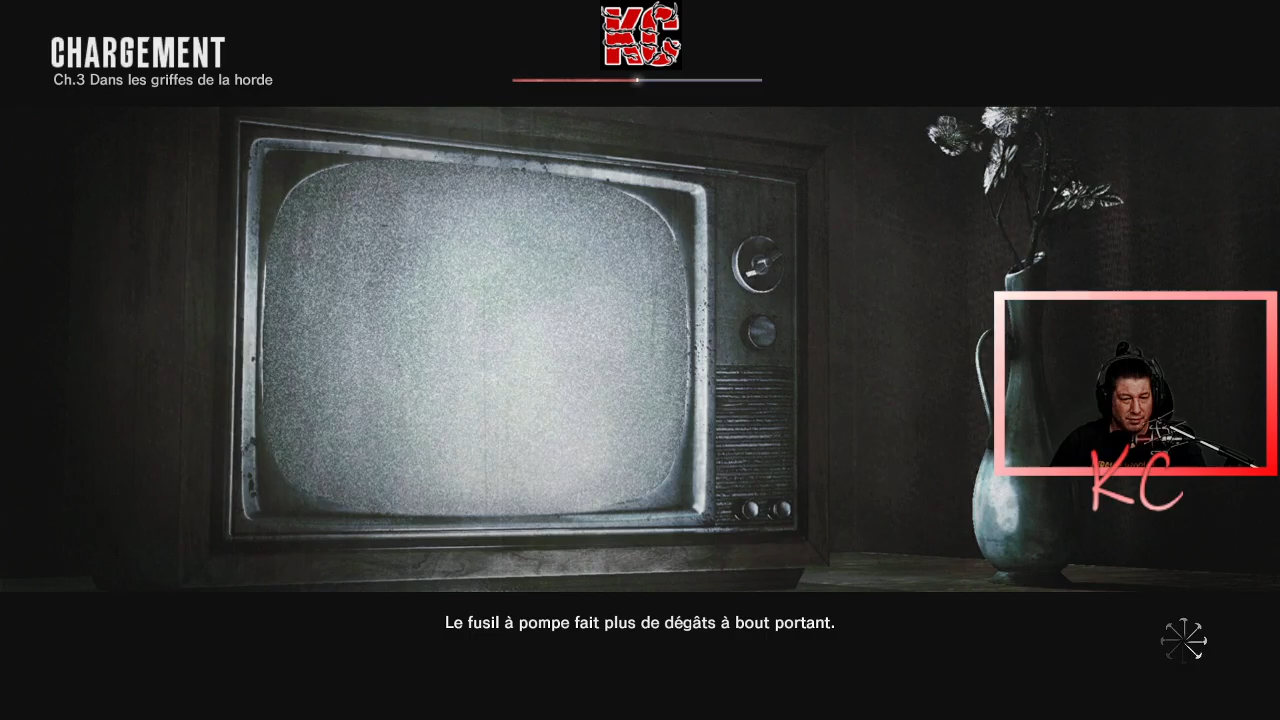 KC
CHARGEMENT
Ch.3 Dans les griffes de la horde
KC
Le fusil à pompe fait plus de dégâts à bout portant.